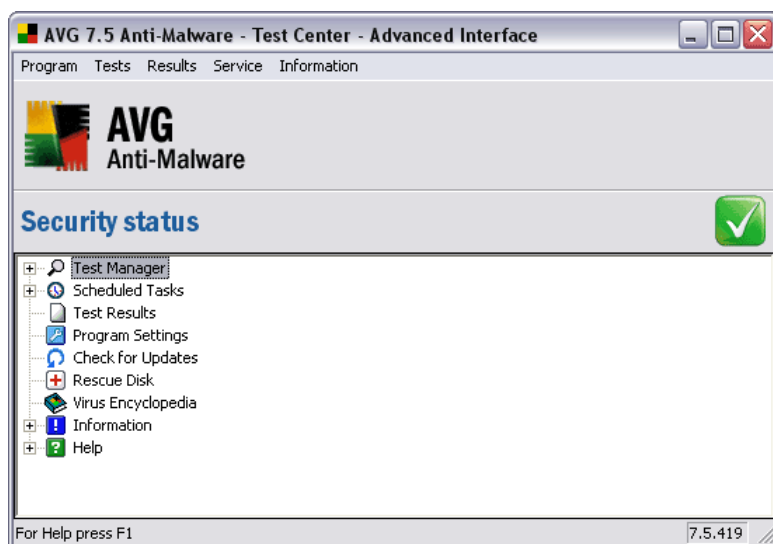 AVG 7.5 Anti-Malware - Test Center - Advanced Interface
Program Tests Results Service Information
AVG
Anti-Malware
Security status
Test Manager
Scheduled Tasks
Test Results
Program Settings
Check for Updates
Rescue Disk
Virus Encyclopedia
Information
Help
For Help press F1 7.5.419